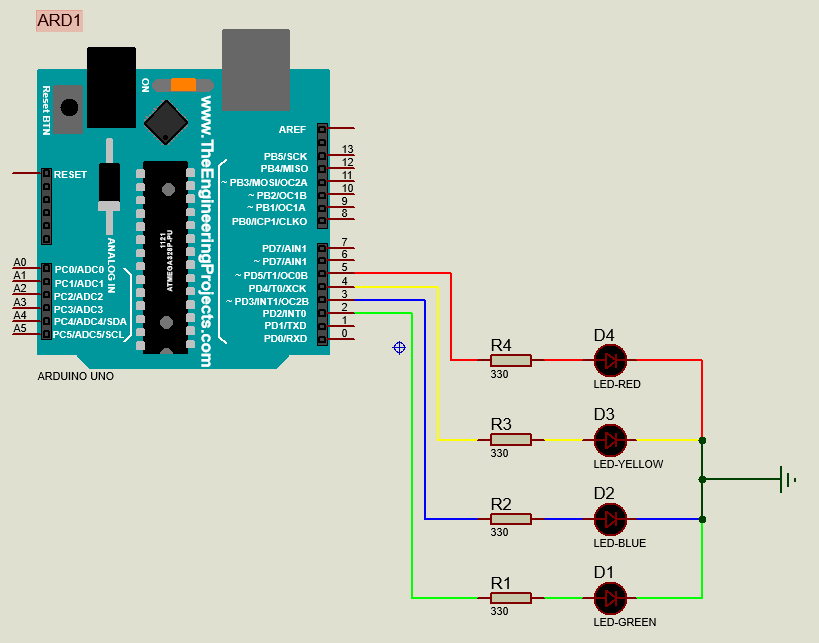 ARD1
ON
Reset BTN
www.TheEngineeringProjects.com
AREF
PB5/SCK 13
PB4/MISO 12
~ PB3/MOSI/OC2A 11
~ PB2/OC1B 10
~ PB1/OC1A 9
PB0/ICP1/CLKO 8
RESET
1121
ATMEGA328P-PU
ANALOG IN
PD7/AIN1 7
~ PD7/AIN1 6
~ PD5/T1/OC0B 5
PD4/T0/XCK 4
~ PD3/INT1/OC2B 3
PD2/INT0 2
PD1/TXD 1
PD0/RXD 0
A0 PC0/ADC0
A1 PC1/ADC1
A2 PC2/ADC2
A3 PC3/ADC3
A4 PC4/ADC4/SDA
A5 PC5/ADC5/SCL
ARDUINO UNO
R4
330
D4
LED-RED
R3
330
D3
LED-YELLOW
R2
330
D2
LED-BLUE
R1
330
D1
LED-GREEN